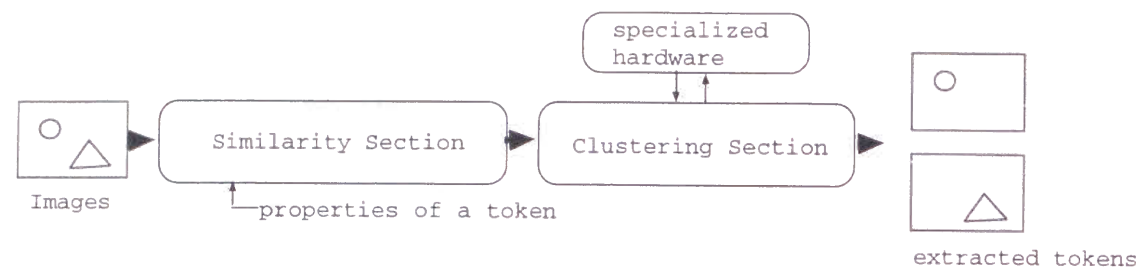 specialized
hardware
Similarity Section
Clustering Section
Images
properties of a token
extracted tokens